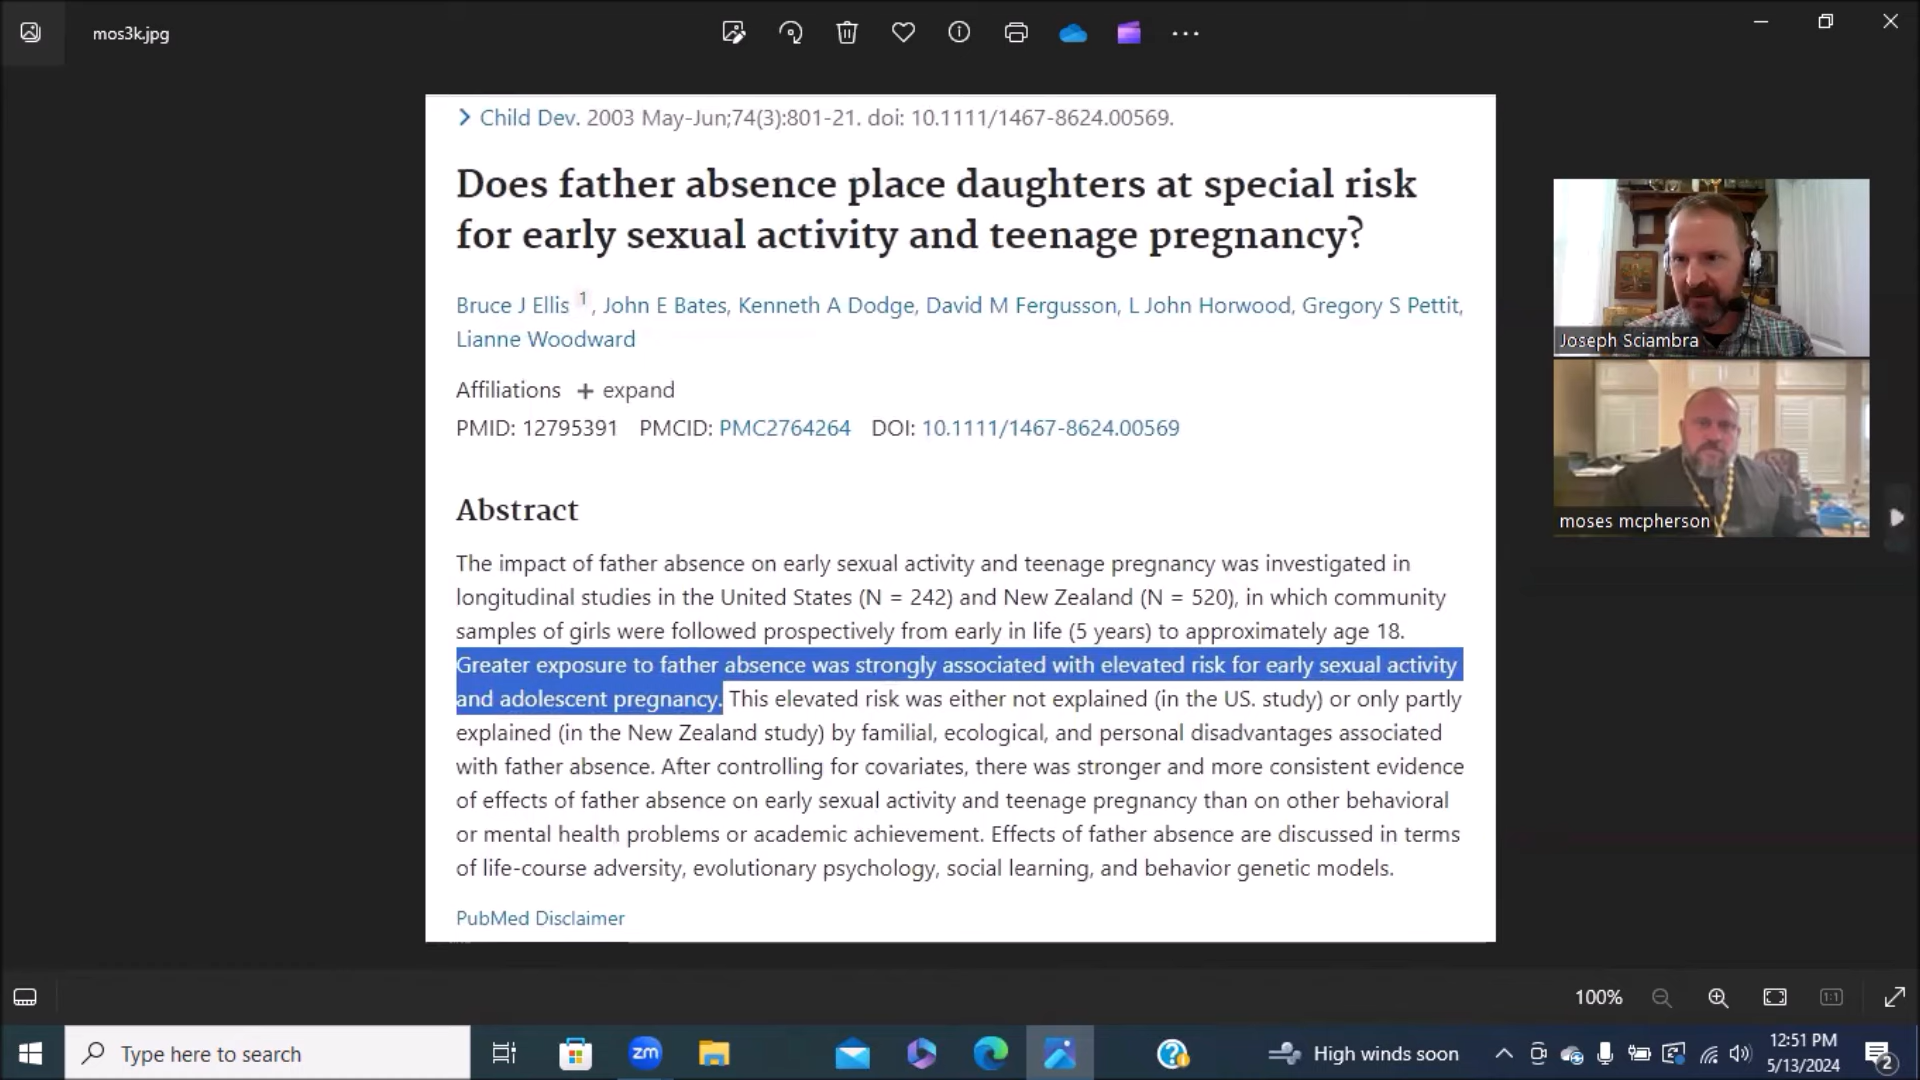 mos3k.jpg
Child Dev. 2003 May-Jun;74(3):801-21. doi: 10.1111/1467-8624.00569.
Does father absence place daughters at special risk
for early sexual activity and teenage pregnancy?
Bruce J Ellis 1, John E Bates, Kenneth A Dodge, David M Fergusson, L John Horwood, Gregory S Pettit,
Lianne Woodward
Affiliations + expand
PMID: 12795391 PMCID: PMC2764264 DOI: 10.1111/1467-8624.00569
Abstract
The impact of father absence on early sexual activity and teenage pregnancy was investigated in
longitudinal studies in the United States (N = 242) and New Zealand (N = 520), in which community
samples of girls were followed prospectively from early in life (5 years) to approximately age 18.
Greater exposure to father absence was strongly associated with elevated risk for early sexual activity
and adolescent pregnancy. This elevated risk was either not explained (in the US. study) or only partly
explained (in the New Zealand study) by familial, ecological, and personal disadvantages associated
with father absence. After controlling for covariates, there was stronger and more consistent evidence
of effects of father absence on early sexual activity and teenage pregnancy than on other behavioral
or mental health problems or academic achievement. Effects of father absence are discussed in terms
of life-course adversity, evolutionary psychology, social learning, and behavior genetic models.
PubMed Disclaimer
Joseph Sciambra
moses mcpherson
100%
1:1
Type here to search
zm
High winds soon
12:51 PM
5/13/2024
2